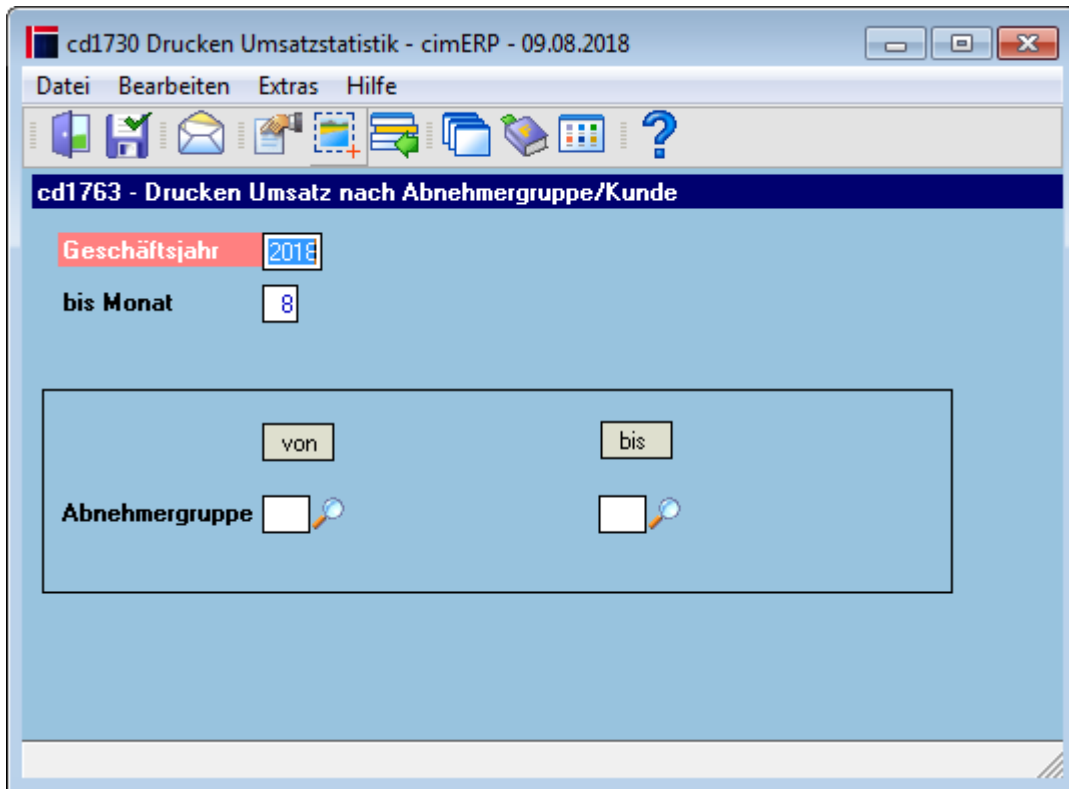 cd1730 Drucken Umsatzstatistik - cimERP - 09.08.2018
Datei Bearbeiten Extras Hilfe
cd1763 - Drucken Umsatz nach Abnehmergruppe/Kunde
Geschäftsjahr 2018
bis Monat 8
von bis
Abnehmergruppe